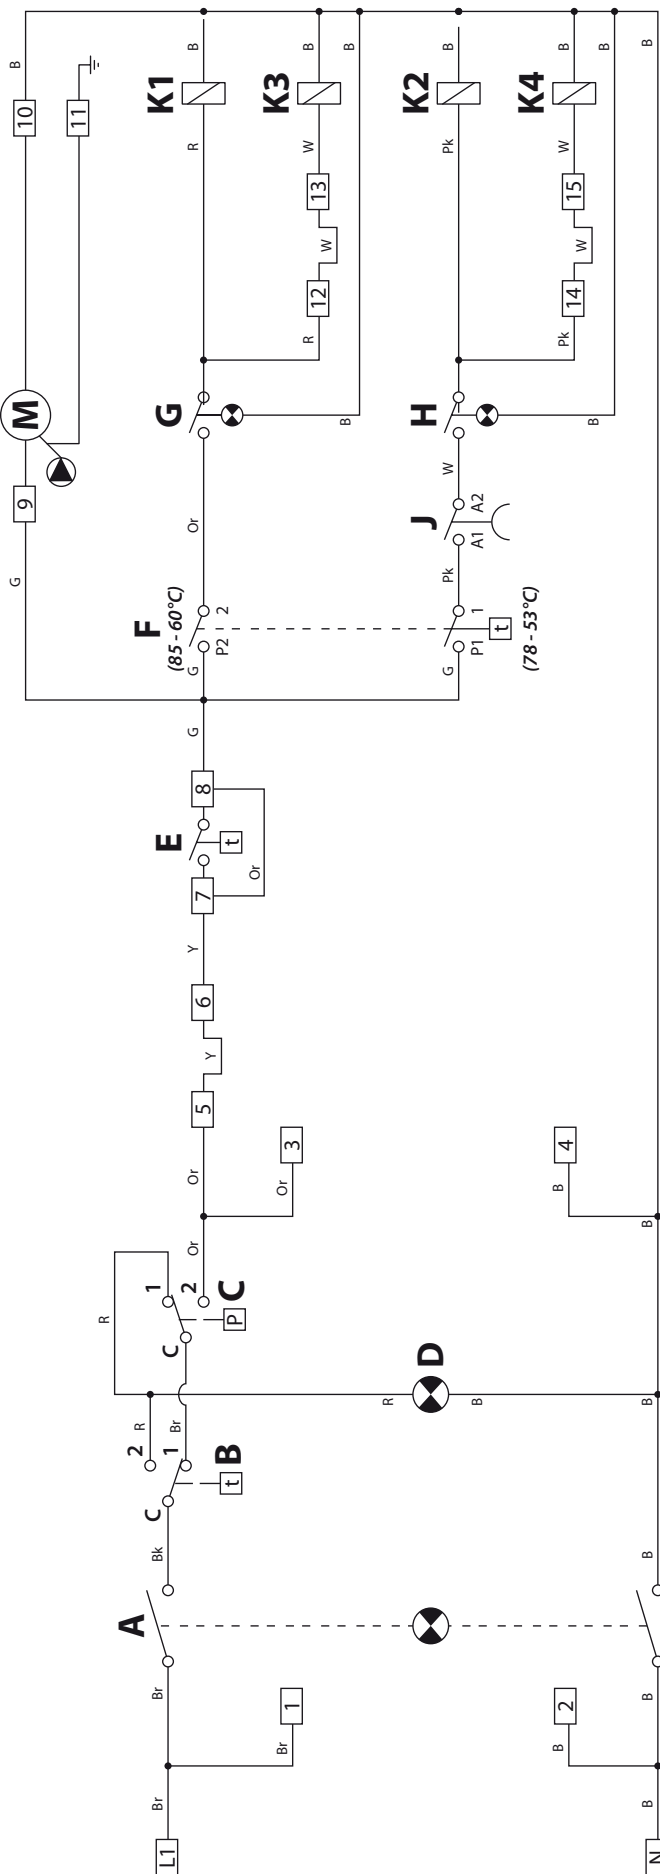 G
B
9
M
10
11
R
A
2
R
F
(85 - 60°C)
1
C
C
Br
Bk
1
Br
Br
L1
P
Y
E
G
G
Or
G
R
B
K1
2
Or
Or
5
Y
6
7
8
P2
2
B
t
C
P
t
Or
Br
1
Or
3
R
12
W
13
W
K3
B
B
B
R
D
B
H
J
Pk
W
Pk
K2
B
G
P1
1
A1
A2
t
(78 - 53°C)
B
2
B
4
Pk
14
W
15
W
K4
B
B
B
N
B
B
B
B
B
B